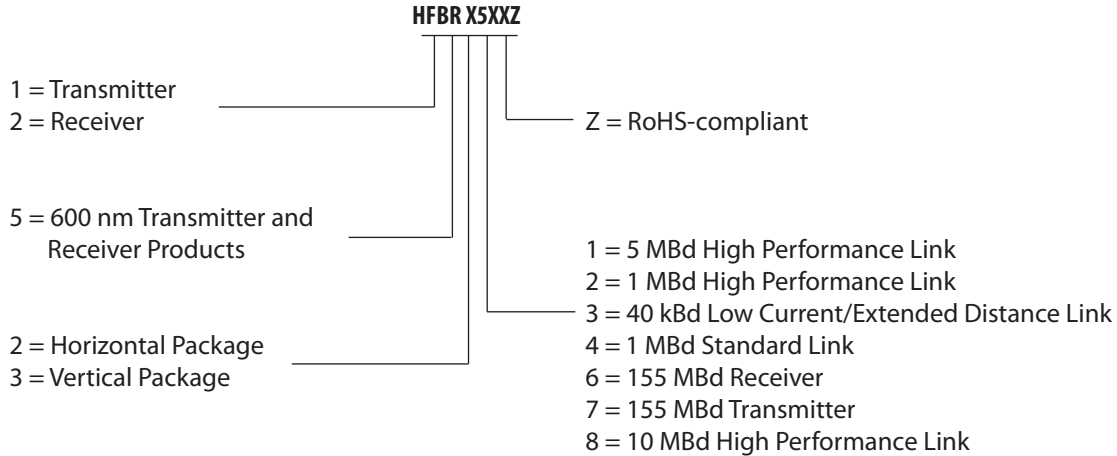 HFBR X5XXZ
1 = Transmitter
2 = Receiver
Z = RoHS-compliant
5 = 600 nm Transmitter and
Receiver Products
1 = 5 MBd High Performance Link
2 = 1 MBd High Performance Link
3 = 40 kBd Low Current/Extended Distance Link
4 = 1 MBd Standard Link
6 = 155 MBd Receiver
7 = 155 MBd Transmitter
8 = 10 MBd High Performance Link
2 = Horizontal Package
3 = Vertical Package